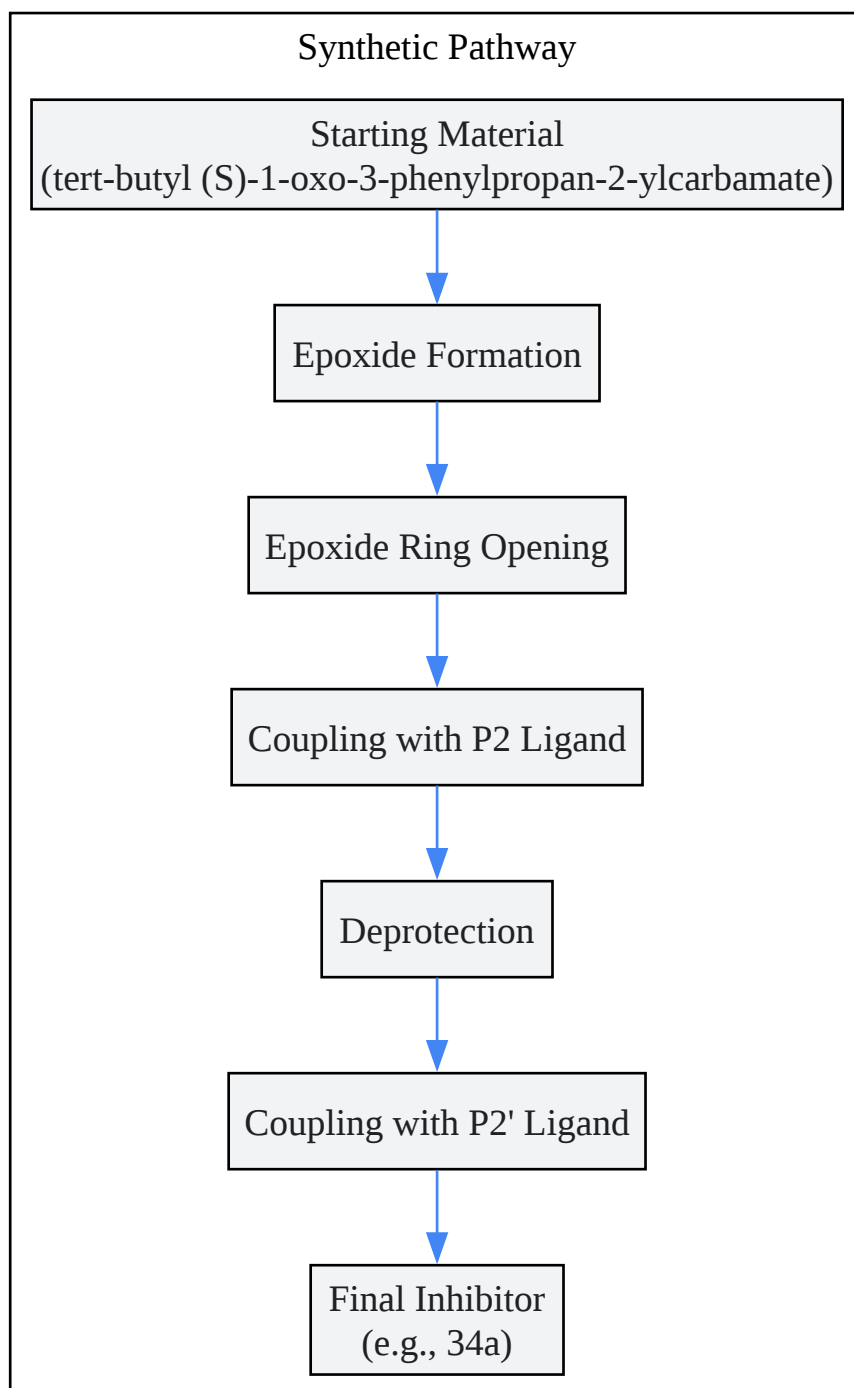 Synthetic Pathway
Starting Material
(tert-butyl (S)-1-oxo-3-phenylpropan-2-ylcarbamate)
Epoxide Formation
Epoxide Ring Opening
Coupling with P2 Ligand
Deprotection
Coupling with P2' Ligand
Final Inhibitor
(e.g., 34a)